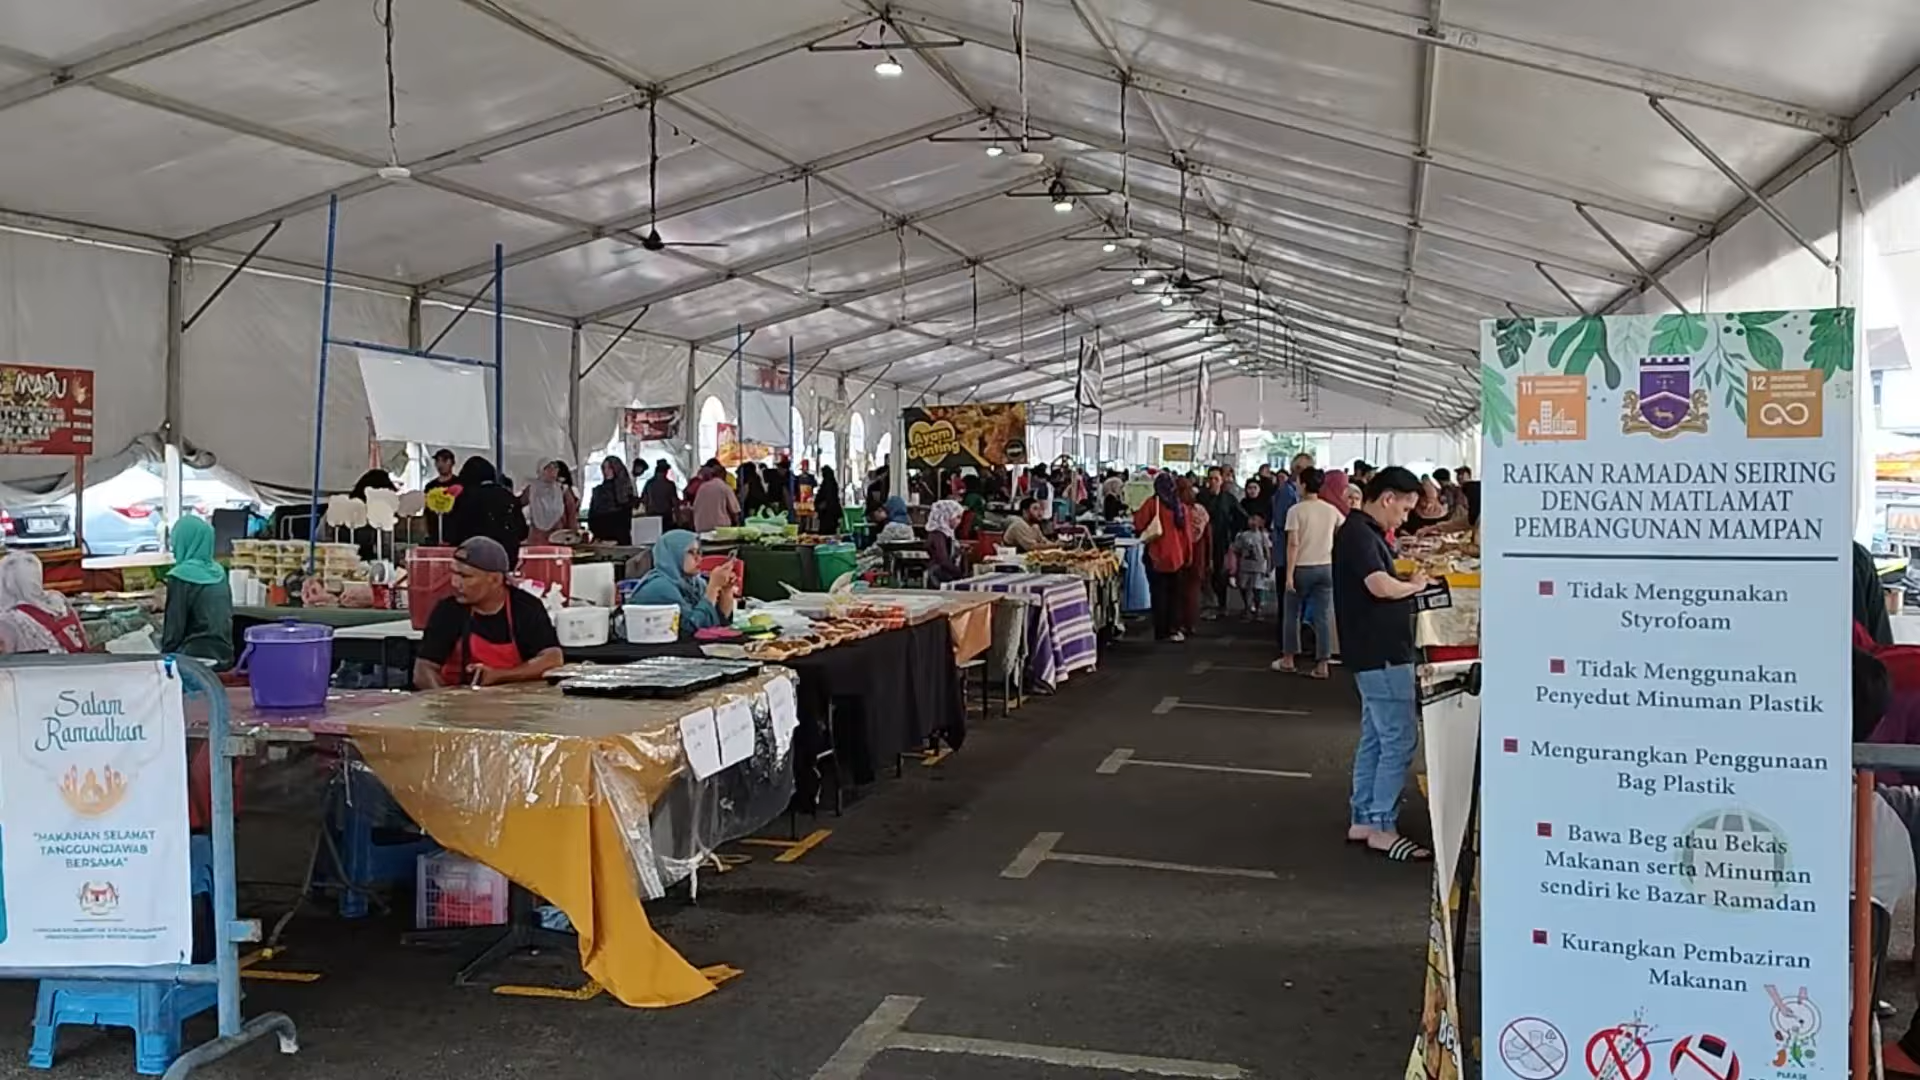 MADU
Ayam
Gunting
Salam
Ramadhan
"MAKANAN SELAMAT
TANGGUNGJAWAB
BERSAMA"
11
12
RAIKAN RAMADAN SEIRING
DENGAN MATLAMAT
PEMBANGUNAN MAMPAN
Tidak Menggunakan
Styrofoam
Tidak Menggunakan
Penyedut Minuman Plastik
Mengurangkan Penggunaan
Bag Plastik
Bawa Beg atau Bekas
Makanan serta Minuman
sendiri ke Bazar Ramadan
Kurangkan Pembaziran
Makanan
PLEASE